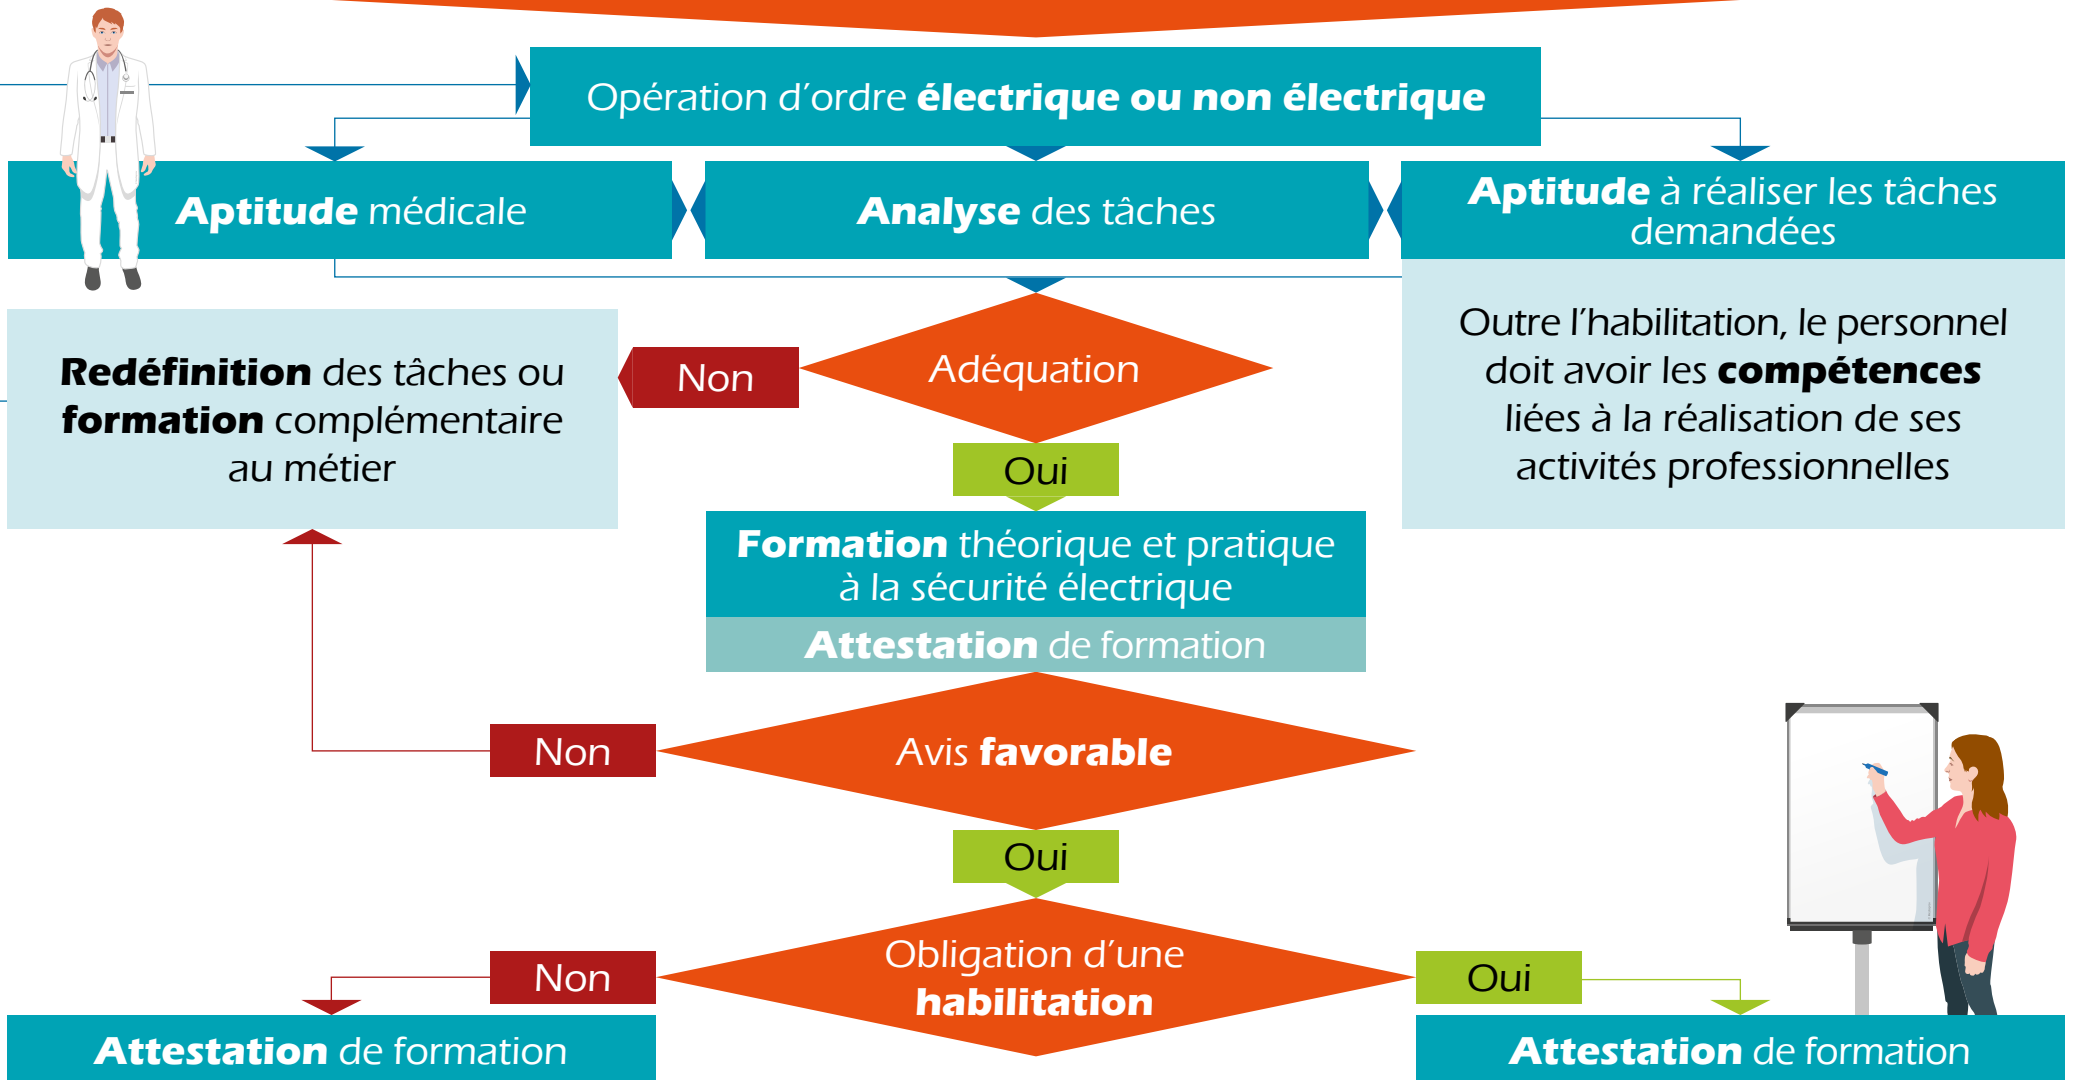 Opération d’ordre électrique ou non électrique
Aptitude médicale
Analyse des tâches
Aptitude à réaliser les tâches
demandées
Outre l’habilitation, le personnel
doit avoir les compétences
liées à la réalisation de ses
activités professionnelles
Adéquation
Non
Redéfinition des tâches ou
formation complémentaire
au métier
Oui
Formation théorique et pratique
à la sécurité électrique
Attestation de formation
Avis favorable
Non
Oui
Obligation d’une
habilitation
Non
Oui
Attestation de formation
Attestation de formation